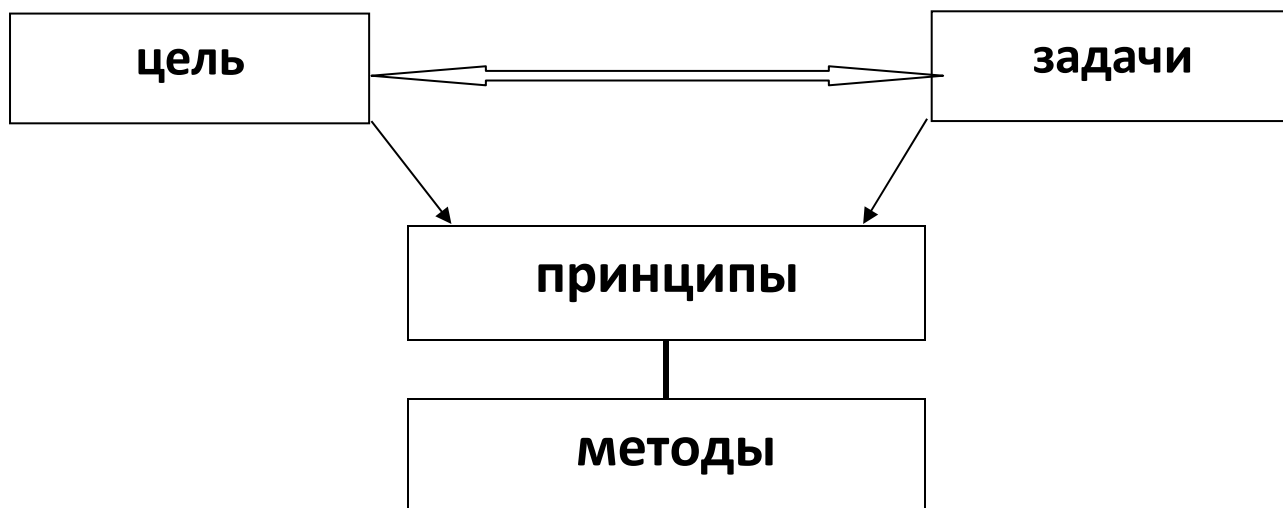 цель
задачи
принципы
методы